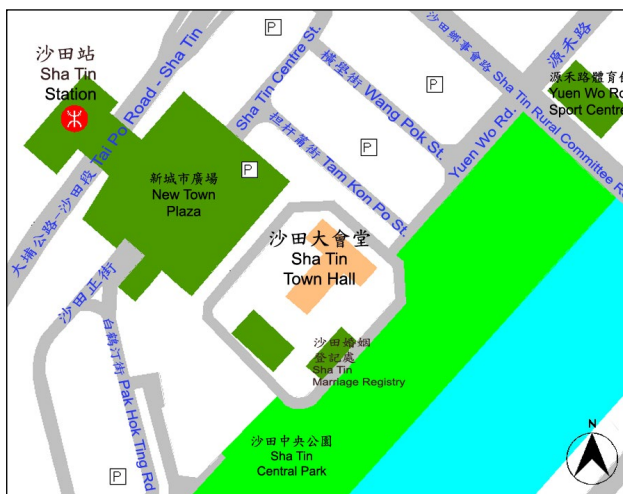 沙田站
Sha Tin
Station
大埔公路-沙田段 Tai Po Road - Sha Tin
P
Sha Tin Centre St.
橫壆街 Wang Pok St.
沙田鄉事會路 Sha Tin Rural Committee
源禾路
Yuen Wo Rd.
源禾路體育
Yuen Wo
Sport Centre
P
P
P
新城市廣場
New Town
Plaza
担杆莆街 Tam Kon Po St.
沙田大會堂
Sha Tin
Town Hall
沙田正街
白鶴汀街 Pak Hok Ting Rd
沙田婚姻
登記處
Sha Tin
Marriage Registry
沙田中央公園
Sha Tin
Central Park
P
N